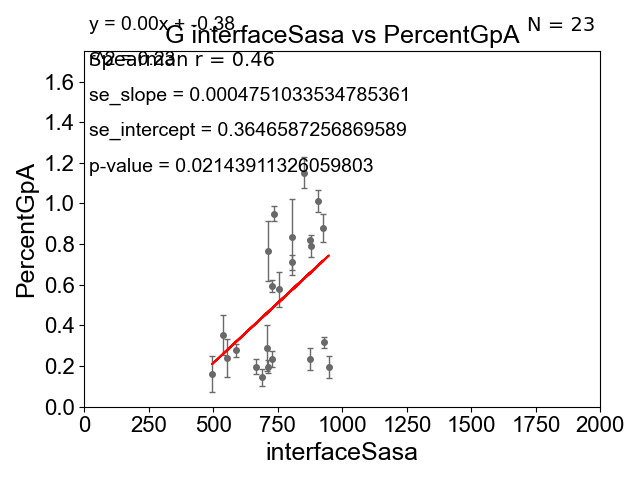 y = 0.00x + -0.38
N = 23
G interfaceSasa vs PercentGpA
Spearman r = 0.46
se_slope = 0.0004751033534785361
se_intercept = 0.3646587256869589
p-value = 0.02143911326059803
PercentGpA
1.6
1.4
1.2
1.0
0.8
0.6
0.4
0.2
0.0
0
250
500
750
1000
1250
1500
1750
2000
interfaceSasa